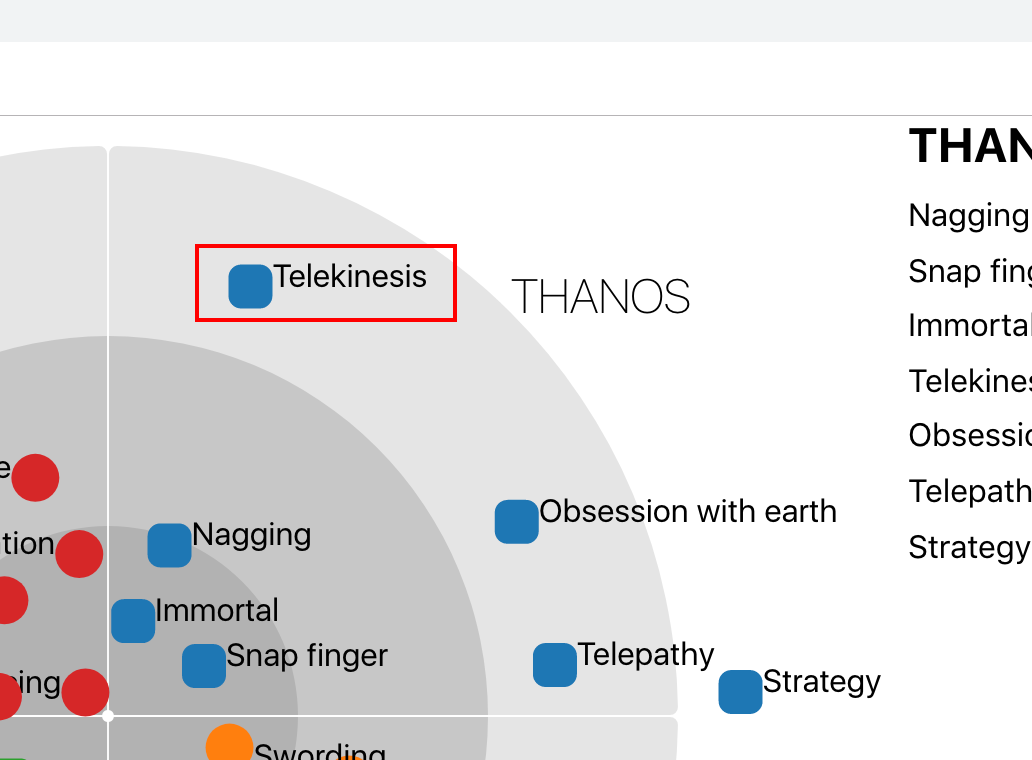 THAN
Nagging
Snap fing
Immortal
Telekines
Obsessio
Telepath
Strategy
Telekinesis
THANOS
e
Obsession with earth
Nagging
tion
Immortal
Snap finger
Telepathy
Strategy
ing
Swording